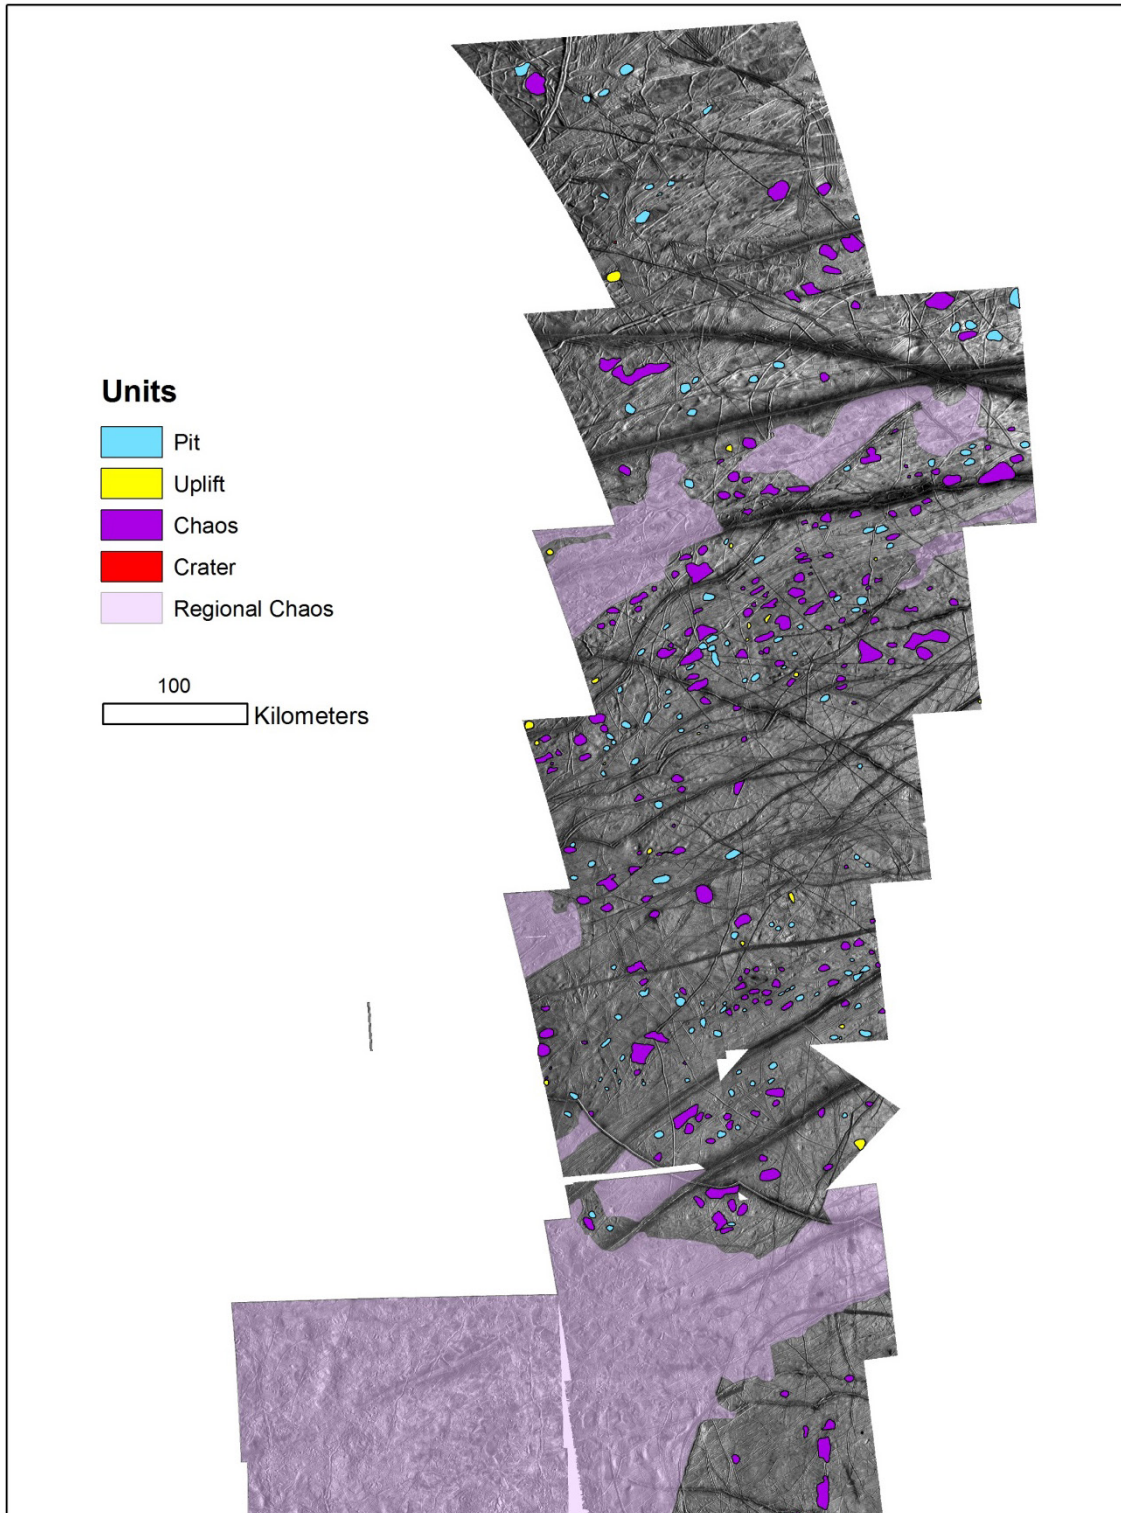 Units
Pit
Uplift
Chaos
Crater
Regional Chaos
100
Kilometers